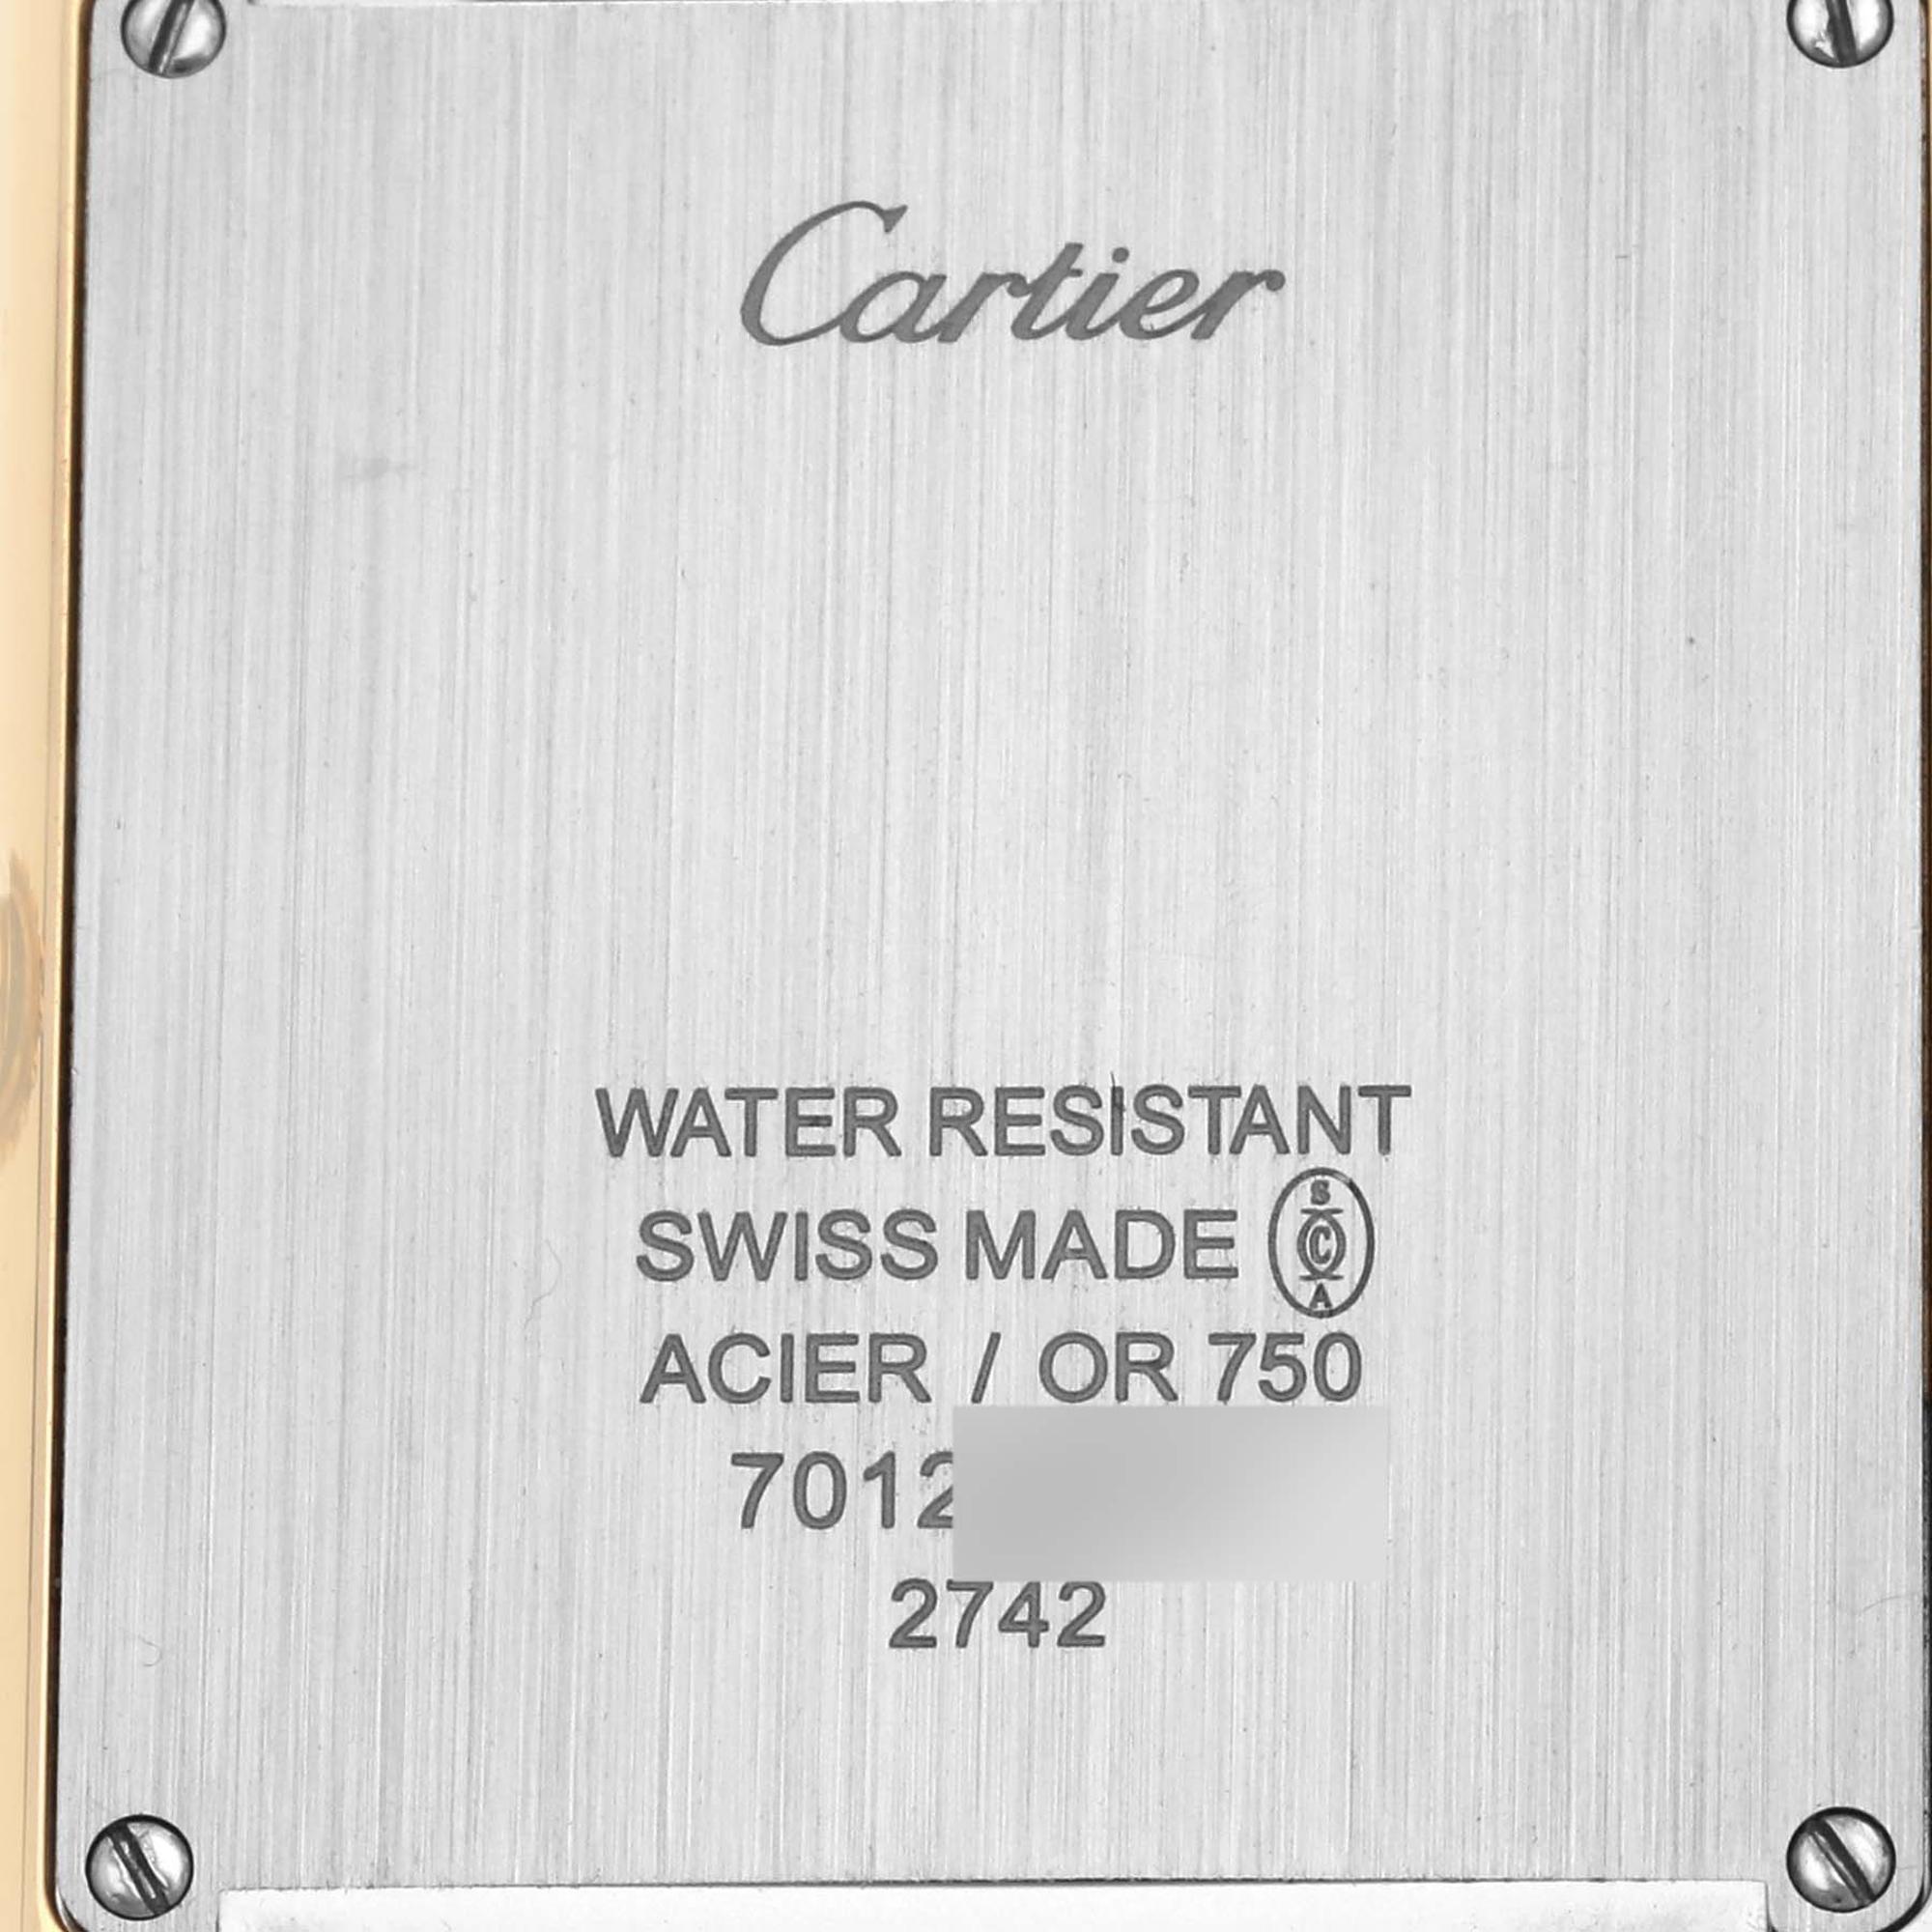 Cartier
WATER RESISTANT
SWISS MADE S C A
ACIER / OR 750
7012
2742